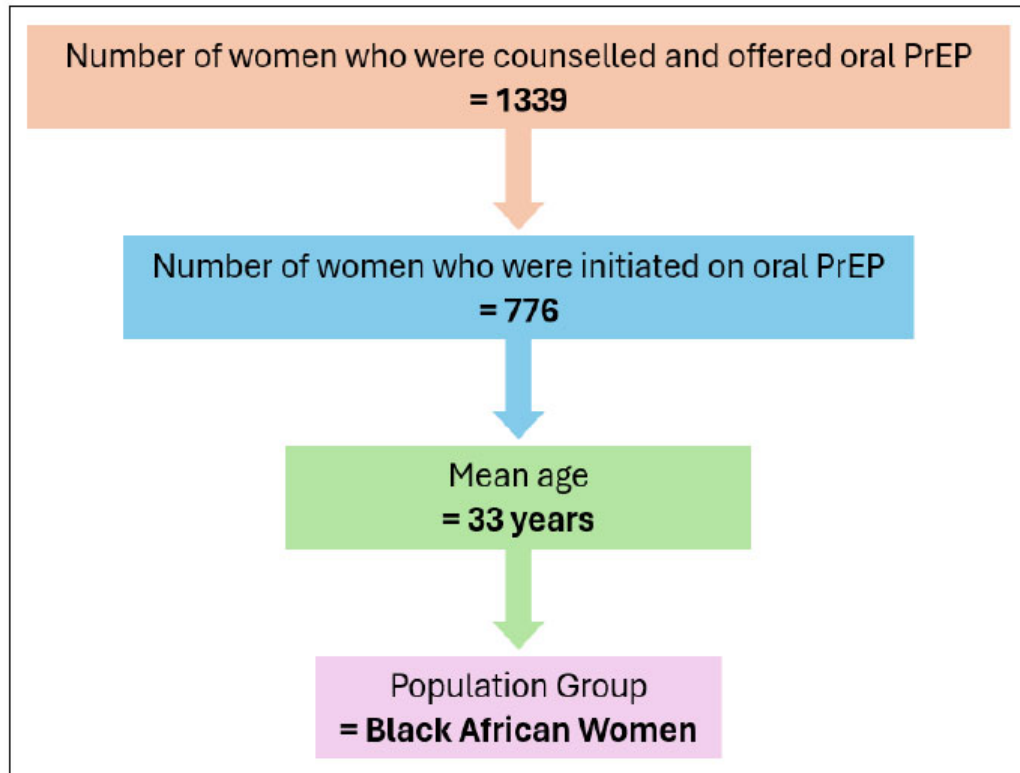 Number of women who were counselled and offered oral PrEP
= 1339
Number of women who were initiated on oral PrEP
= 776
Mean age
= 33 years
Population Group
= Black African Women